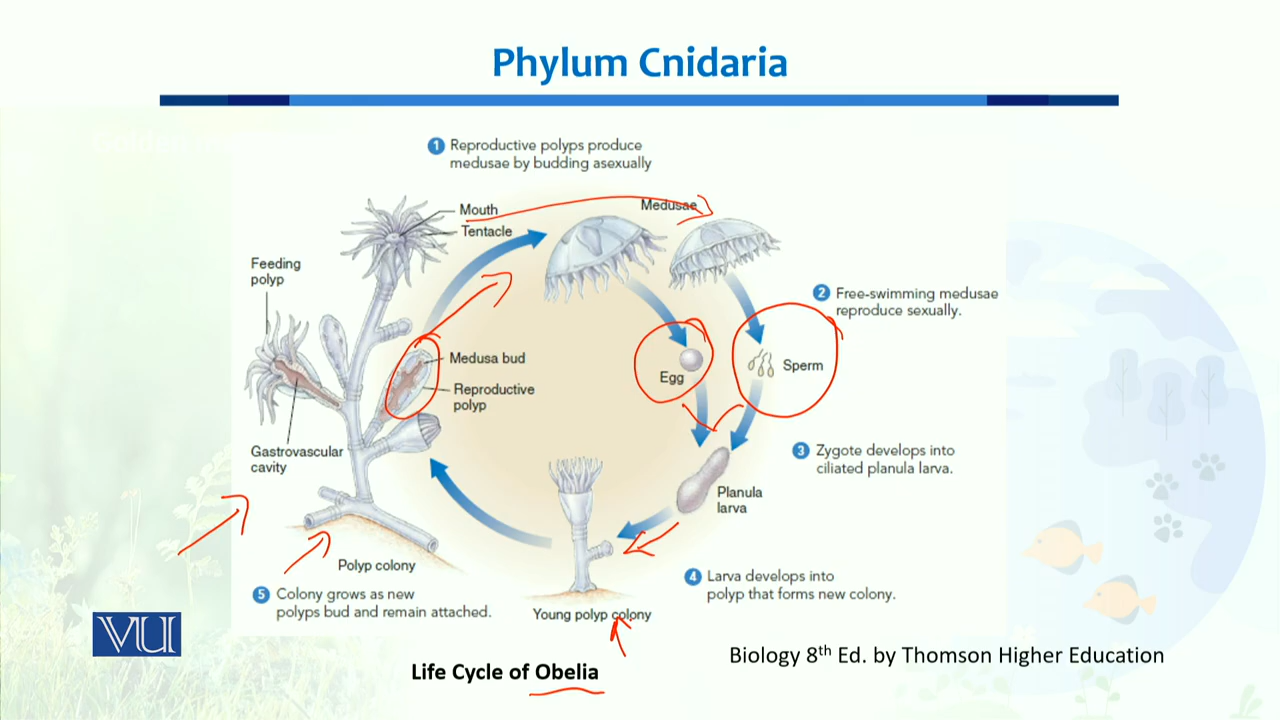 Phylum Cnidaria
1 Reproductive polyps produce
medusae by budding asexually
Mouth
Tentacle
Medusae
Feeding
polyp
2 Free-swimming medusae
reproduce sexually.
Medusa bud
Reproductive
polyp
Egg
Sperm
Gastrovascular
cavity
3 Zygote develops into
ciliated planula larva.
Planula
larva
Polyp colony
4 Larva develops into
polyp that forms new colony.
5 Colony grows as new
polyps bud and remain attached.
Young polyp colony
VU
Life Cycle of Obelia
Biology 8th Ed. by Thomson Higher Education